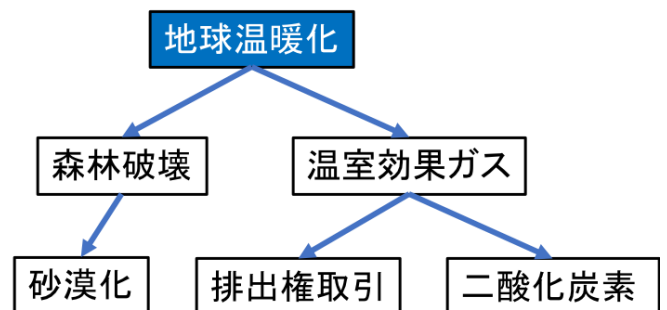 地球温暖化
森林破壊
温室効果ガス
砂漠化
排出権取引
二酸化炭素